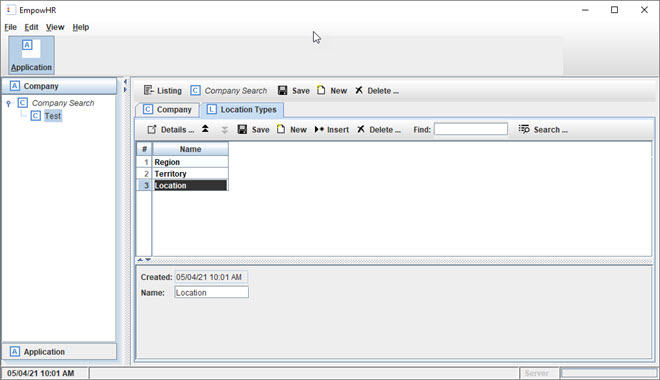 EmpowHR
File Edit View Help
A
Application
A Company
C Company Search
C Test
A Application
Listing C Company Search Save New Delete ...
C Company L Location Types
Details ... Save New Insert Delete ... Find: Search ...
# Name
1 Region
2 Territory
3 Location
Created: 05/04/21 10:01 AM
Name: Location
05/04/21 10:01 AM Server